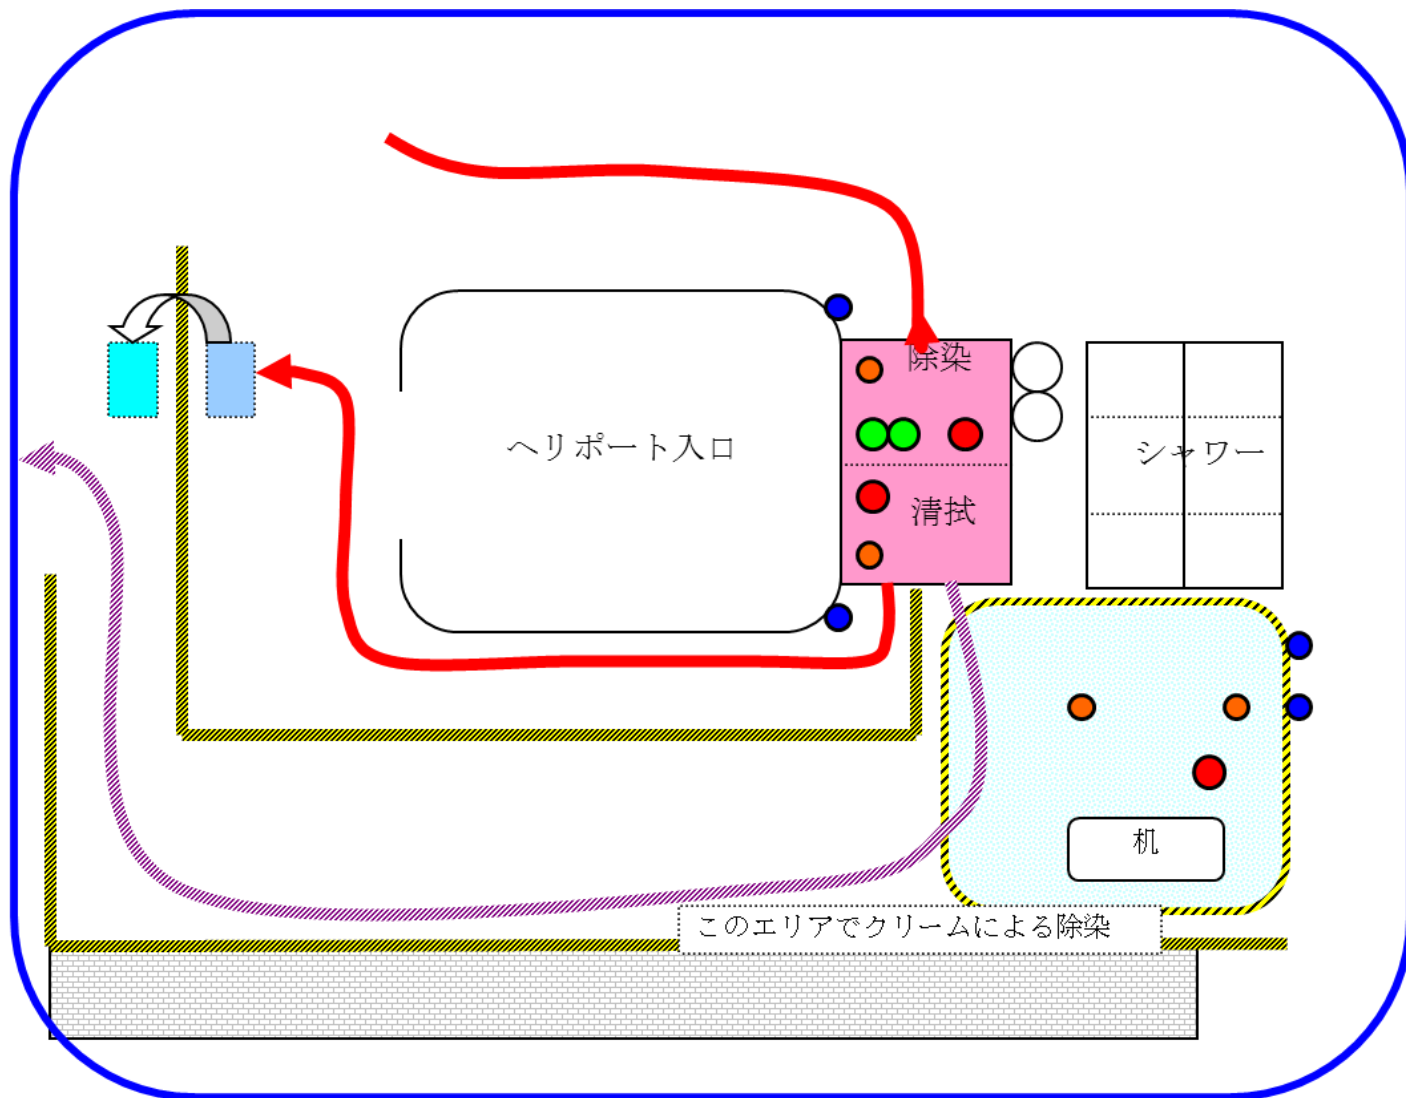 除染
ヘリポート入口
シャワー
清拭
机
このエリアでクリームによる除染